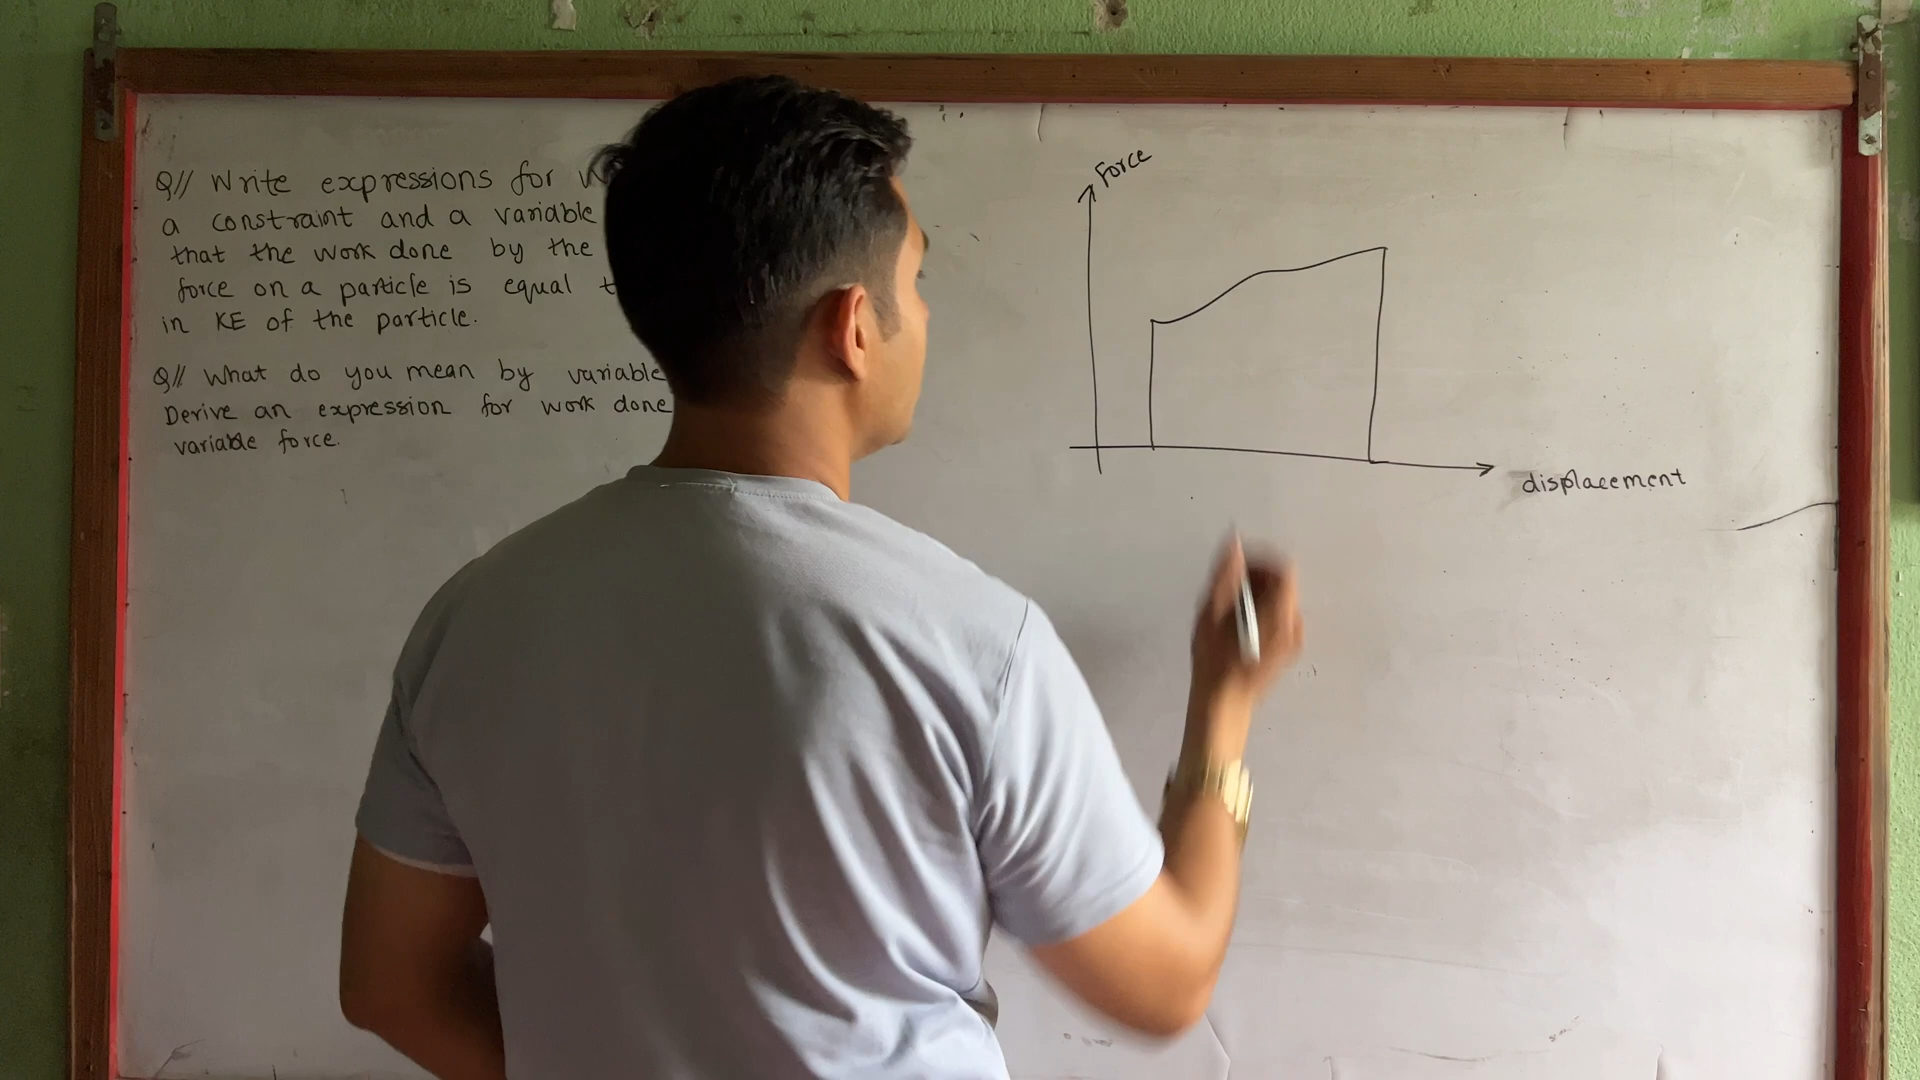 Q// Write expressions for
a constraint and a variable
that the work done by the
force on a particle is equal
in KE of the particle.
Q// What do you mean by variable
Derive an expression for work done
variable force.
Force
displacement